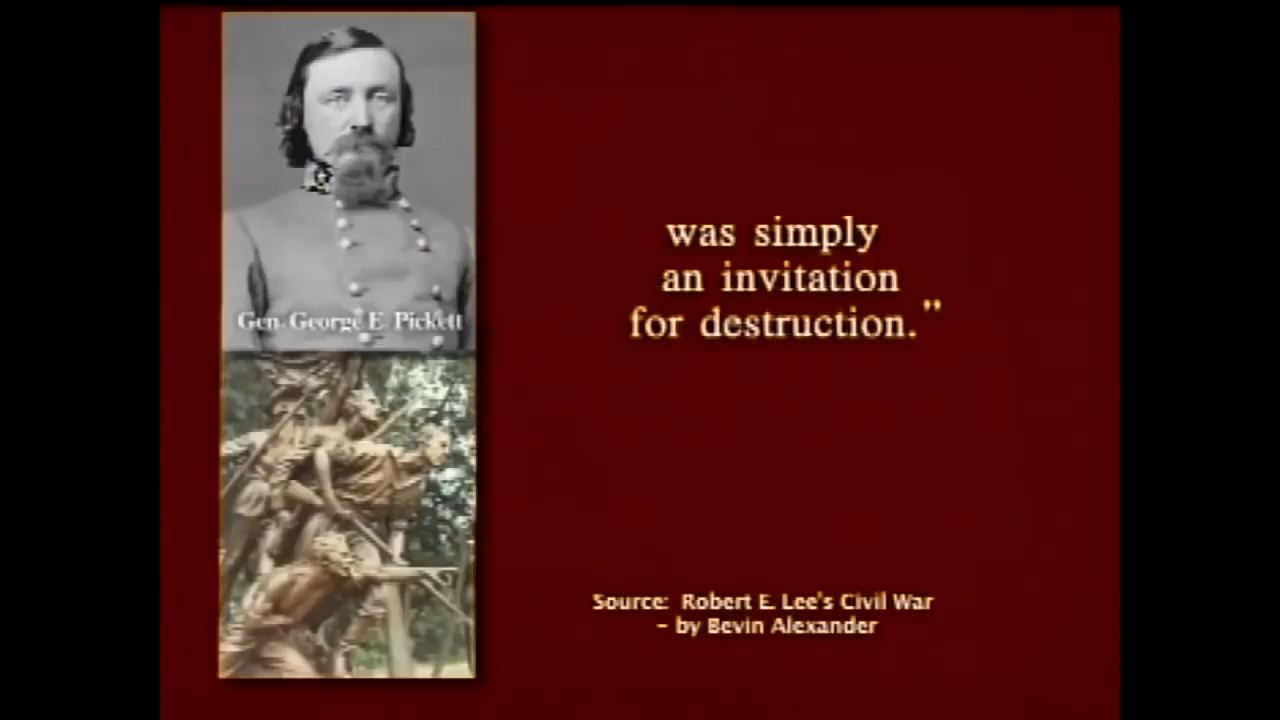 Gen. George E. Pickett
was simply
an invitation
for destruction.”
Source: Robert E. Lee's Civil War
– by Bevin Alexander